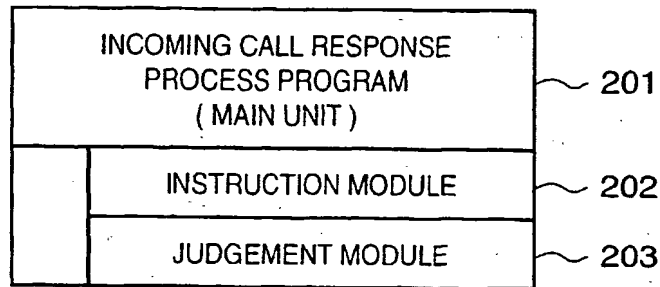 INCOMING CALL RESPONSE
PROCESS PROGRAM
( MAIN UNIT )
201
INSTRUCTION MODULE
202
JUDGEMENT MODULE
203